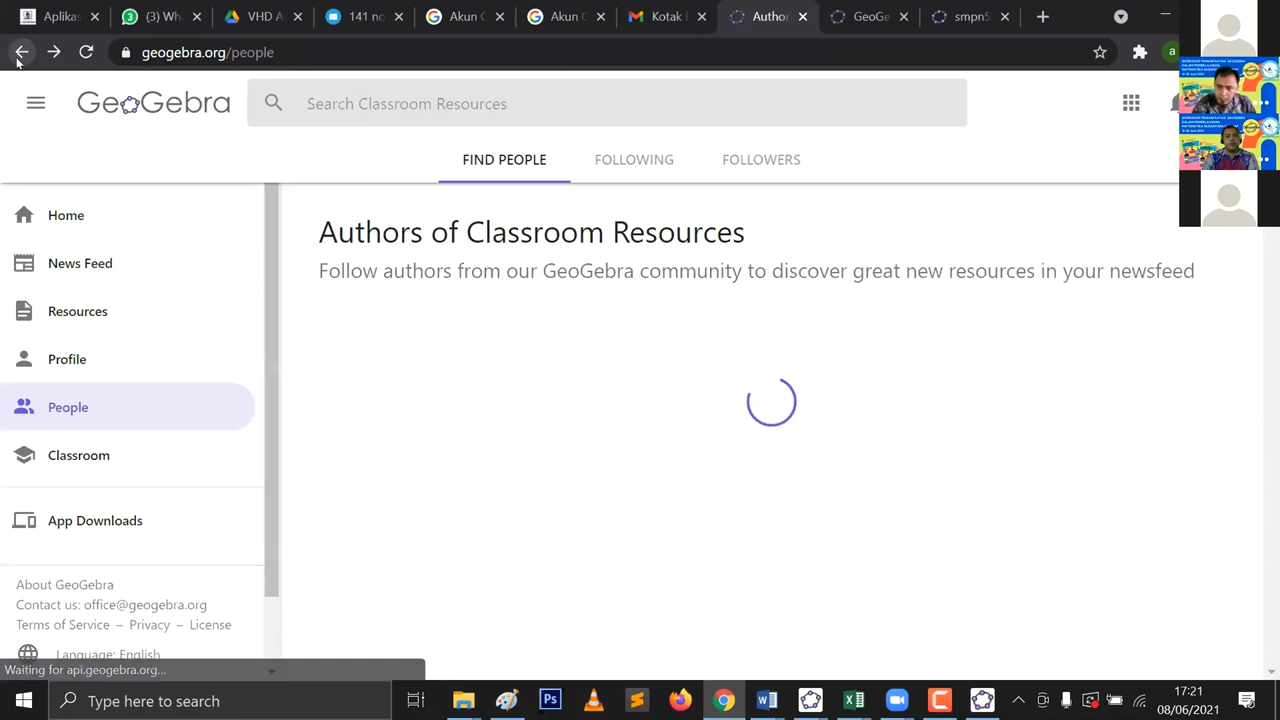 Aplikas
3) Wh
VHD A
141 no
Akun C
Akun C
Kotak
Autho
GeoGe
smpn5
geogebra.org/people
a
GeoGebra
Search Classroom Resources
FIND PEOPLE
FOLLOWING
FOLLOWERS
Home
News Feed
Resources
Profile
People
Classroom
App Downloads
About GeoGebra
Contact us: office@geogebra.org
Terms of Service – Privacy – License
Language: English
Waiting for api.geogebra.org...
Authors of Classroom Resources
Follow authors from our GeoGebra community to discover great new resources in your newsfeed
Type here to search
17:21
08/06/2021